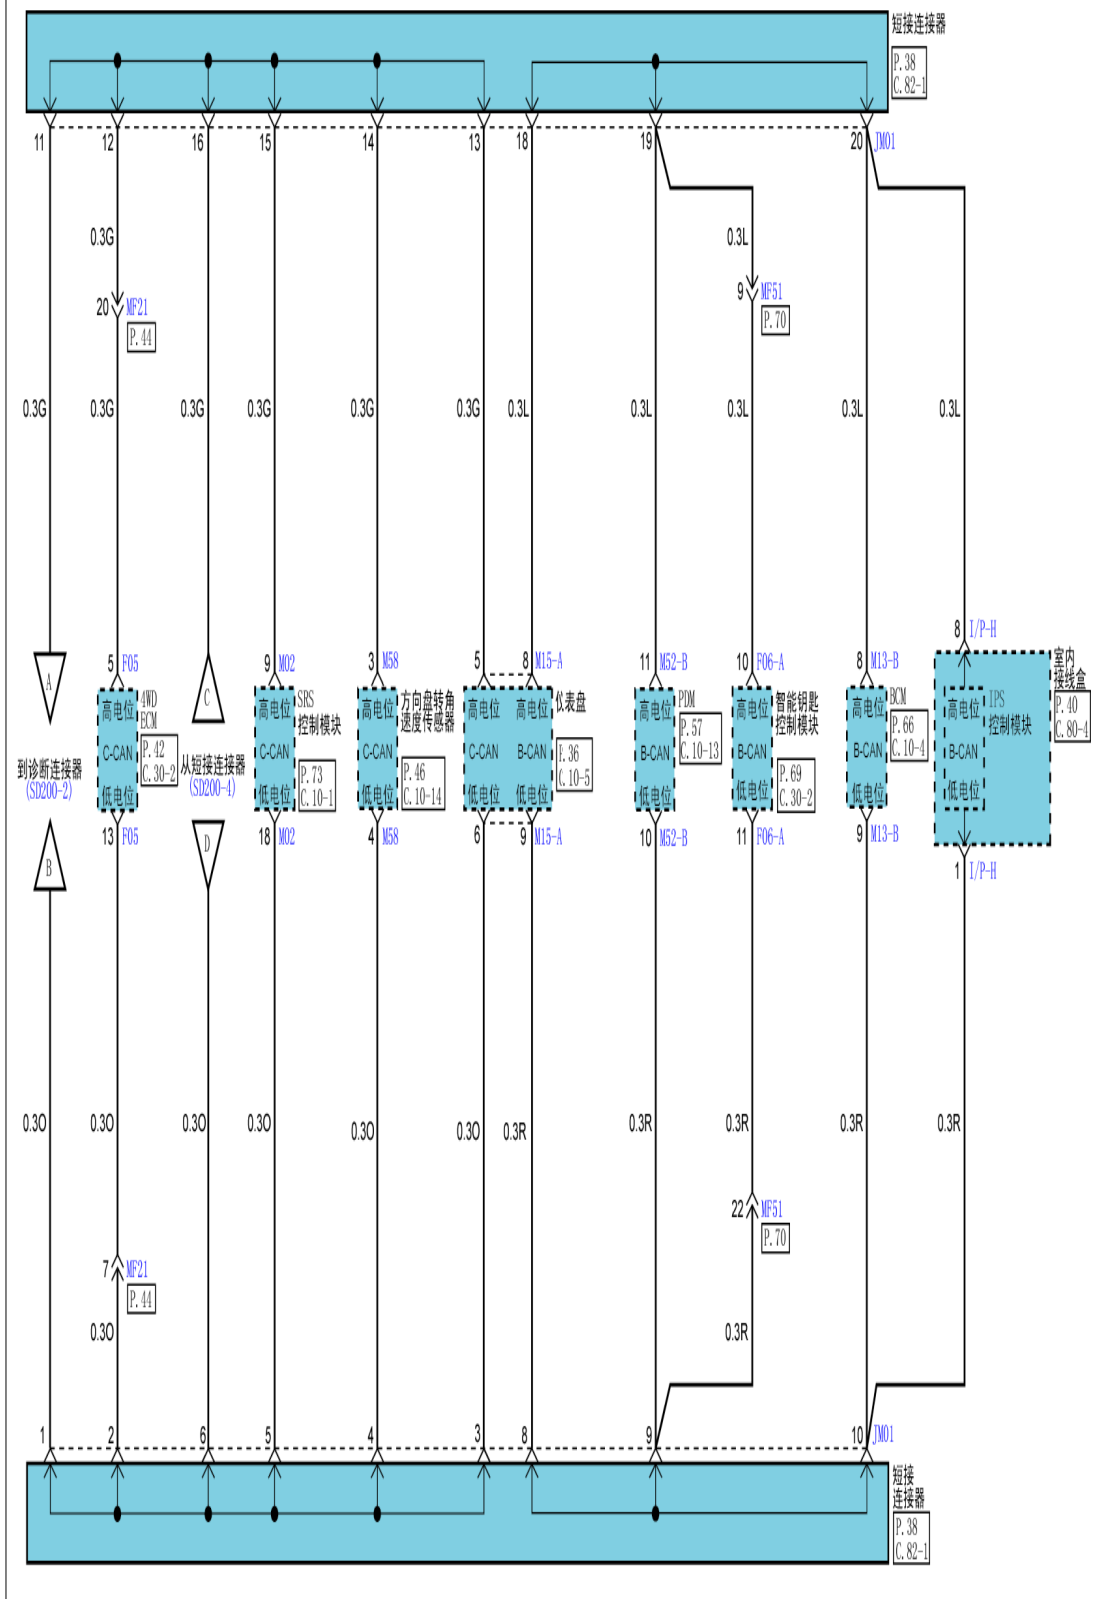 短接连接器
P.38
C.82-1
11
12
16
15
14
13
18
19
20
JM01
0.3G
0.3L
20
MF21
P.44
9
MF51
P.70
0.3G
0.3G
0.3G
0.3G
0.3G
0.3G
0.3L
0.3L
0.3L
0.3L
0.3L
8
I/P-H
5
F05
9
M02
3
M58
5
8
M15-A
11
M52-B
10
F06-A
8
M13-B
A
高电位
C-CAN
低电位
4WD
ECM
P.42
C.30-2
C
高电位
C-CAN
低电位
SRS
控制模块
P.73
C.10-1
高电位
C-CAN
低电位
方向盘转角
速度传感器
P.46
C.10-14
高电位
C-CAN
低电位
高电位
B-CAN
低电位
仪表盘
P.36
C.10-5
高电位
B-CAN
低电位
PDM
P.57
C.10-13
高电位
B-CAN
低电位
智能钥匙
控制模块
P.69
C.30-2
高电位
B-CAN
低电位
BCM
P.66
C.10-4
高电位
B-CAN
低电位
IPS
控制模块
室内
接线盒
P.40
C.80-4
到诊断连接器
(SD200-2)
从短接连接器
(SD200-4)
B
13
F05
D
18
M02
4
M58
6
9
M15-A
10
M52-B
11
F06-A
9
M13-B
1
I/P-H
0.3O
0.3O
0.3O
0.3O
0.3O
0.3O
0.3R
0.3R
0.3R
0.3R
0.3R
22
MF51
P.70
7
MF21
P.44
0.3O
0.3R
1
2
6
5
4
3
8
9
10
JM01
短接
连接器
P.38
C.82-1